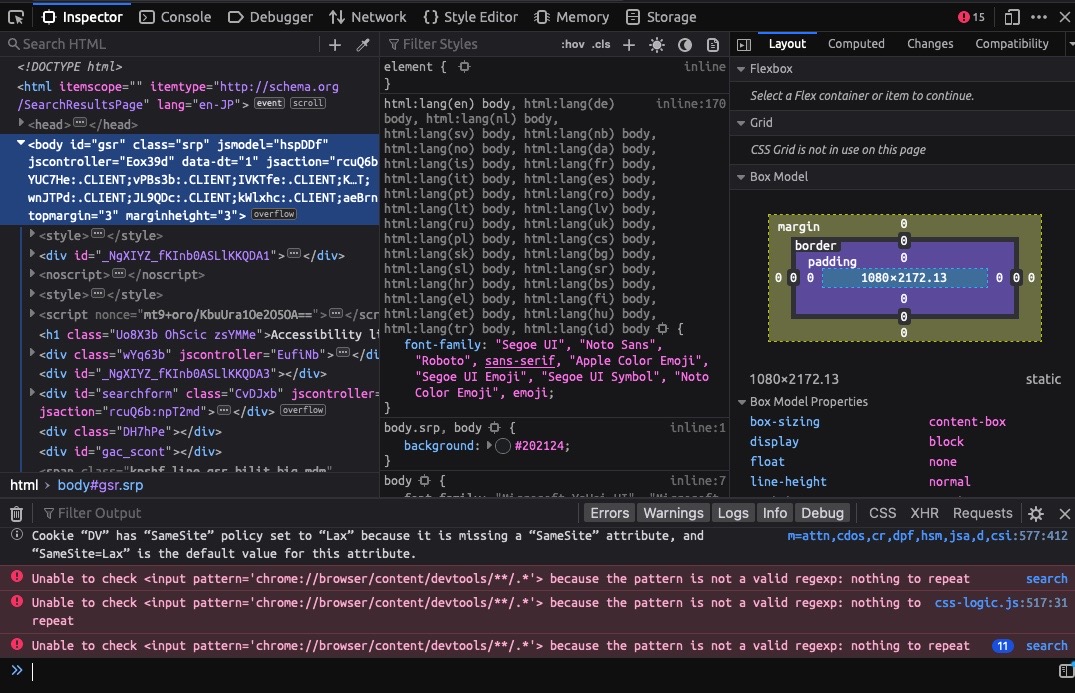 Inspector Console Debugger Network {} Style Editor Memory Storage 15
Search HTML
<!DOCTYPE html>
<html itemscope="" itemtype="http://schema.org
/SearchResultsPage" lang="en-JP"> event scroll
<head> </head>
<body id="gsr" class="srp" jsmodel="hspDDf"
jscontroller="Eox39d" data-dt="1" jsaction="rcuQ6b
YUC7He:.CLIENT;vPBs3b:.CLIENT;IVKTfe:.CLIENT;K…T;
wnJTPd:.CLIENT;JL9QDc:.CLIENT;kWlxhc:.CLIENT;aeBrn
topmargin="3" marginheight="3"> overflow
<style> </style>
<div id="_NgXIYZ_fKInb0ASLlKKQDA1"> </div>
<noscript> </noscript>
<style> </style>
<script nonce="mt9+oro/KbuUra1Oe2OSOA=="> </scr
<h1 class="Uo8X3b OhScic zsYMMe">Accessibility li
<div class="wYq63b" jscontroller="EufiNb"> </di
<div id="_NgXIYZ_fKInb0ASLlKKQDA3"></div>
<div id="searchform" class="CvDJxb" jscontroller=
jsaction="rcuQ6b:npT2md"> </div> overflow
<div class="DH7hPe"></div>
<div id="gac_scont"></div>
html › body#gsr.srp
Filter Styles :hov .cls +
element { inline
}
html:lang(en) body, html:lang(de) inline:170
body, html:lang(nl) body,
html:lang(sv) body, html:lang(nb) body,
html:lang(no) body, html:lang(da) body,
html:lang(is) body, html:lang(fr) body,
html:lang(it) body, html:lang(es) body,
html:lang(pt) body, html:lang(ro) body,
html:lang(lt) body, html:lang(lv) body,
html:lang(ru) body, html:lang(uk) body,
html:lang(pl) body, html:lang(cs) body,
html:lang(sk) body, html:lang(bg) body,
html:lang(sl) body, html:lang(sr) body,
html:lang(hr) body, html:lang(bs) body,
html:lang(el) body, html:lang(fi) body,
html:lang(et) body, html:lang(hu) body,
html:lang(tr) body, html:lang(id) body {
font-family: "Segoe UI", "Noto Sans",
"Roboto", sans-serif, "Apple Color Emoji",
"Segoe UI Emoji", "Segoe UI Symbol", "Noto
Color Emoji", emoji;
}
body.srp, body { inline:1
background: #202124;
}
body { inline:7
font-family: "Microsoft YaHei UI", "Microsoft
Layout Computed Changes Compatibility
Flexbox
Select a Flex container or item to continue.
Grid
CSS Grid is not in use on this page
Box Model
margin 0
border 0
padding 0
0 0 0 1080×2172.13 0 0 0
0
0
0
1080×2172.13 static
Box Model Properties
box-sizing content-box
display block
float none
line-height normal
Filter Output Errors Warnings Logs Info Debug CSS XHR Requests
Cookie “DV” has “SameSite” policy set to “Lax” because it is missing a “SameSite” attribute, and m=attn,cdos,cr,dpf,hsm,jsa,d,csi:577:412
“SameSite=Lax” is the default value for this attribute.
Unable to check <input pattern='chrome://browser/content/devtools/**/.*'> because the pattern is not a valid regexp: nothing to repeat search
Unable to check <input pattern='chrome://browser/content/devtools/**/.*'> because the pattern is not a valid regexp: nothing to css-logic.js:517:31
repeat
Unable to check <input pattern='chrome://browser/content/devtools/**/.*'> because the pattern is not a valid regexp: nothing to repeat 11 search